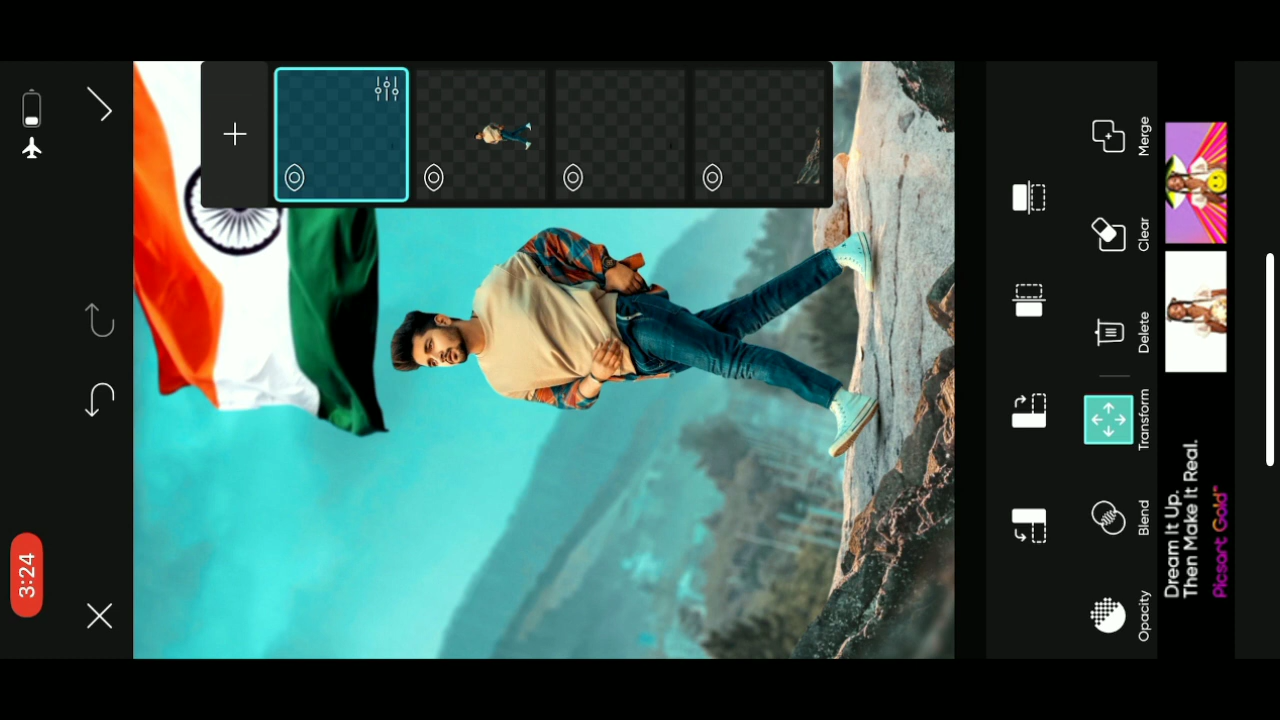 3:24
Opacity
Blend
Transform
Delete
Clear
Merge
Dream It Up.
Then Make It Real.
Picsart Gold